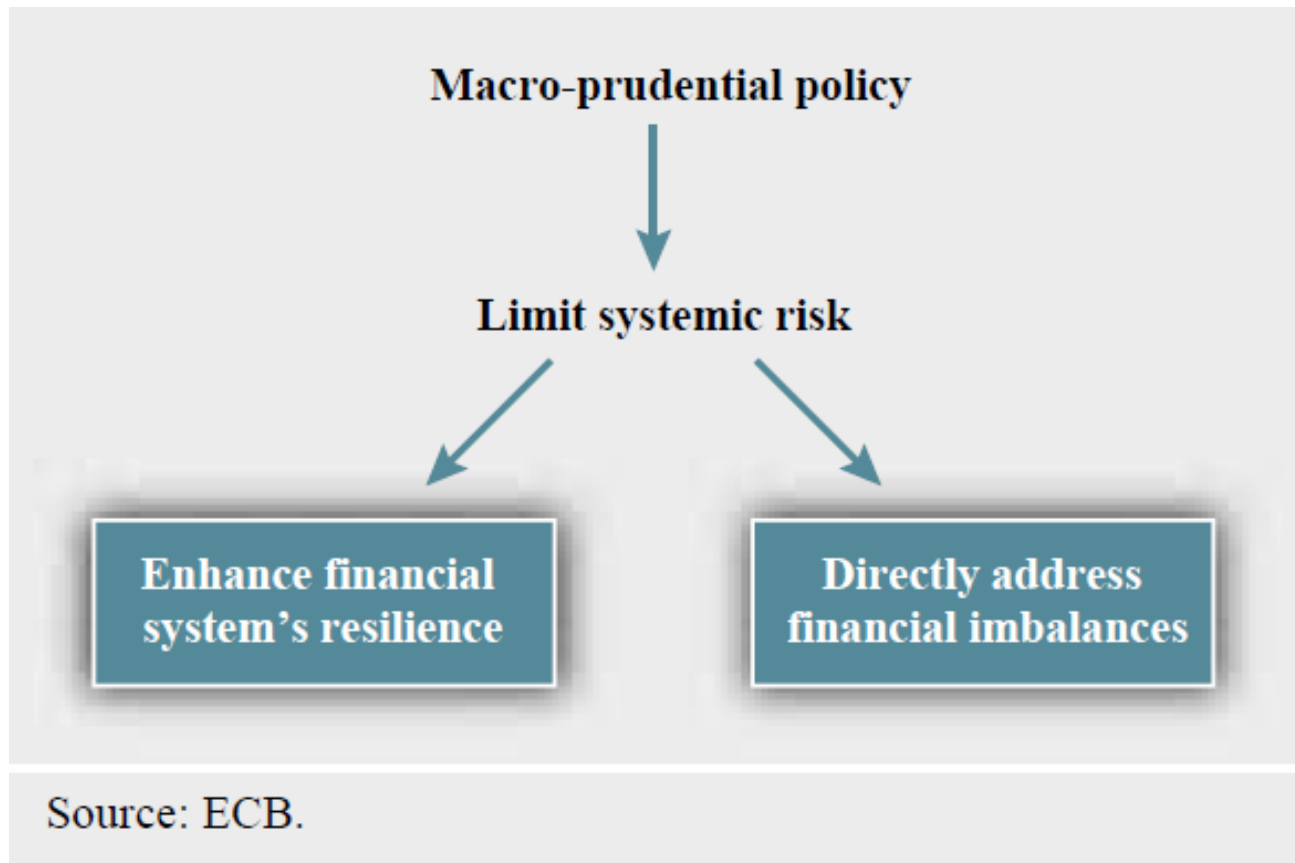 Macro-prudential policy
Limit systemic risk
Enhance financial
system’s resilience
Directly address
financial imbalances
Source: ECB.